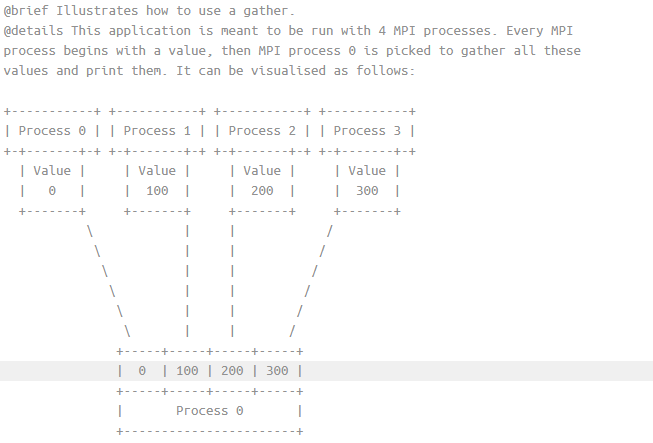 @brief Illustrates how to use a gather.
@details This application is meant to be run with 4 MPI processes. Every MPI
process begins with a value, then MPI process 0 is picked to gather all these
values and print them. It can be visualised as follows:

+-----------+ +-----------+ +-----------+ +-----------+
| Process 0 | | Process 1 | | Process 2 | | Process 3 |
+-+-------+-+ +-+-------+-+ +-+-------+-+ +-+-------+-+
  | Value |     | Value |     | Value |     | Value |
  |   0   |     |  100  |     |  200  |     |  300  |
  +-------+     +-------+     +-------+     +-------+
           \            |     |            /
            \           |     |           /
             \          |     |          /
              \         |     |         /
               \        |     |        /
                \       |     |       /
               +-----+-----+-----+-----+
               |  0  | 100 | 200 | 300 |
               +-----+-----+-----+-----+
               |       Process 0       |
               +-----------------------+